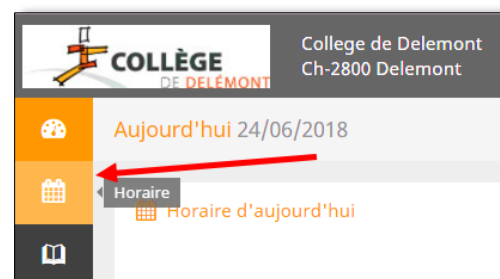 COLLÈGE
DE DELÉMONT
College de Delemont
Ch-2800 Delemont
Aujourd'hui 24/06/2018
Horaire
Horaire d'aujourd'hui